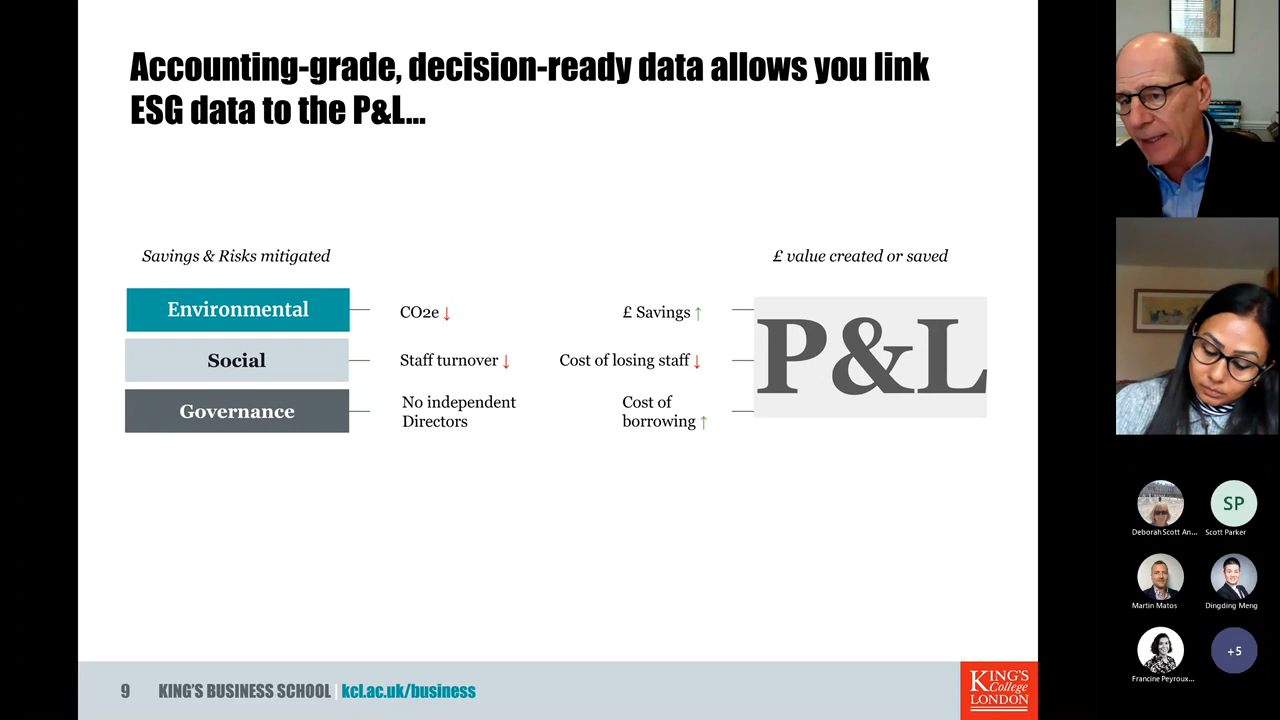 Accounting-grade, decision-ready data allows you link
ESG data to the P&L...
Savings & Risks mitigated
£ value created or saved
Environmental
CO2e ↓
£ Savings ↑
Social
Staff turnover ↓
Cost of losing staff ↓
Governance
No independent
Directors
Cost of
borrowing ↑
P&L
9 KING'S BUSINESS SCHOOL | kcl.ac.uk/business
KING'S
College
LONDON
SP
Deborah Scott An...
Scott Parker
Martin Matos
Dingding Meng
+5
Francine Peyroux...